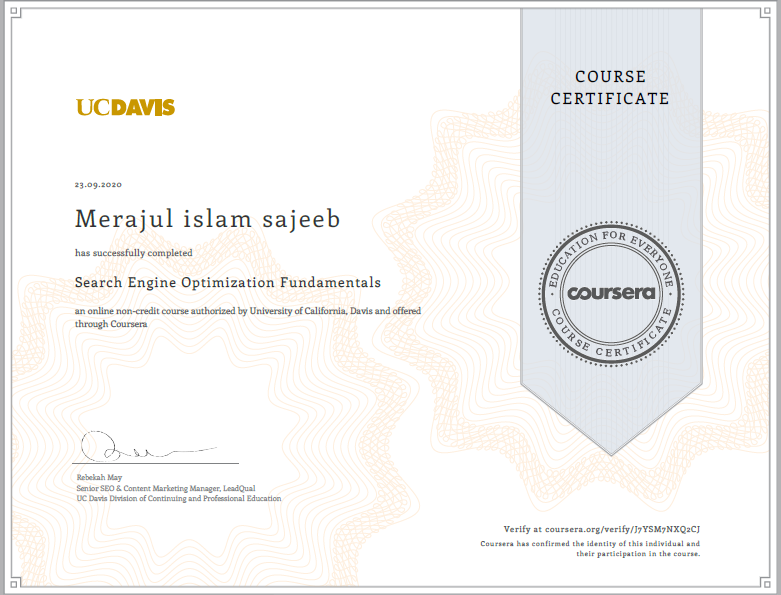 COURSE
CERTIFICATE
UCDAVIS
23.09.2020
Merajul islam sajeeb
has successfully completed
Search Engine Optimization Fundamentals
an online non-credit course authorized by University of California, Davis and offered
through Coursera
EDUCATION FOR EVERYONE
coursera
COURSE CERTIFICATE
Rebekah May
Senior SEO & Content Marketing Manager, LeadQual
UC Davis Division of Continuing and Professional Education
Verify at coursera.org/verify/J7YSM7NXQ2CJ
Coursera has confirmed the identity of this individual and
their participation in the course.